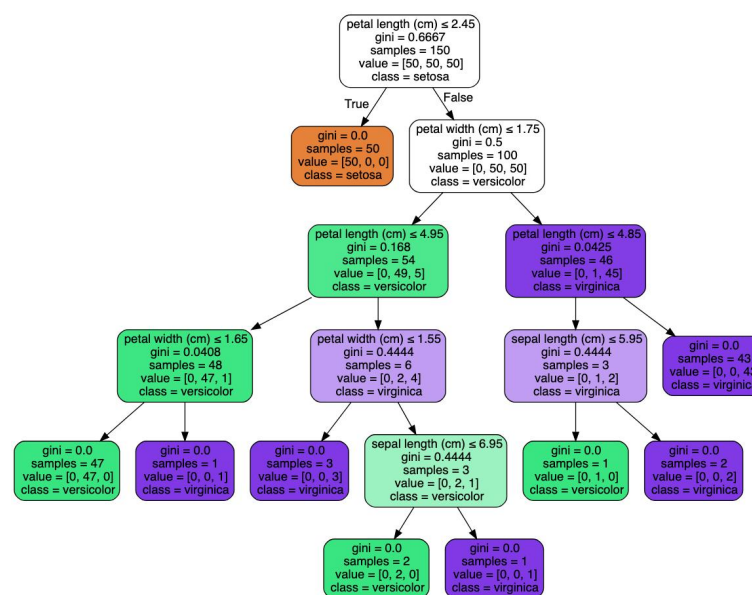 petal length (cm) ≤ 2.45
gini = 0.6667
samples = 150
value = [50, 50, 50]
class = setosa
True
False
gini = 0.0
samples = 50
value = [50, 0, 0]
class = setosa
petal width (cm) ≤ 1.75
gini = 0.5
samples = 100
value = [0, 50, 50]
class = versicolor
petal length (cm) ≤ 4.95
gini = 0.168
samples = 54
value = [0, 49, 5]
class = versicolor
petal length (cm) ≤ 4.85
gini = 0.0425
samples = 46
value = [0, 1, 45]
class = virginica
petal width (cm) ≤ 1.65
gini = 0.0408
samples = 48
value = [0, 47, 1]
class = versicolor
petal width (cm) ≤ 1.55
gini = 0.4444
samples = 6
value = [0, 2, 4]
class = virginica
sepal length (cm) ≤ 5.95
gini = 0.4444
samples = 3
value = [0, 1, 2]
class = virginica
gini = 0.0
samples = 43
value = [0, 0, 43
class = virginica
gini = 0.0
samples = 47
value = [0, 47, 0]
class = versicolor
gini = 0.0
samples = 1
value = [0, 0, 1]
class = virginica
gini = 0.0
samples = 3
value = [0, 0, 3]
class = virginica
sepal length (cm) ≤ 6.95
gini = 0.4444
samples = 3
value = [0, 2, 1]
class = versicolor
gini = 0.0
samples = 1
value = [0, 1, 0]
class = versicolor
gini = 0.0
samples = 2
value = [0, 0, 2]
class = virginica
gini = 0.0
samples = 2
value = [0, 2, 0]
class = versicolor
gini = 0.0
samples = 1
value = [0, 0, 1]
class = virginica